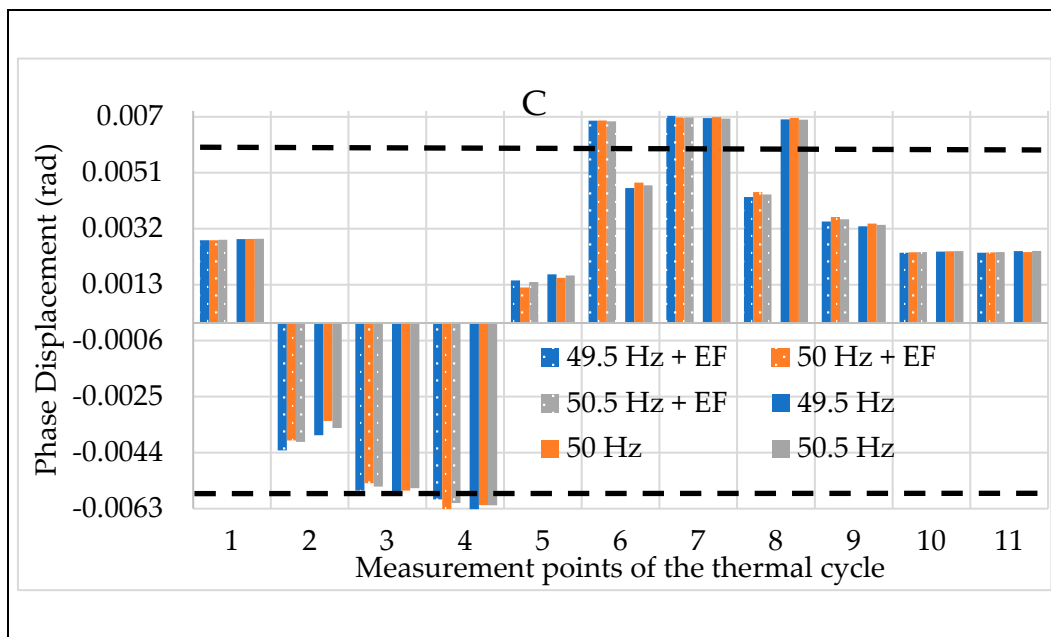 C
0.007
0.0051
0.0032
0.0013
-0.0006
-0.0025
-0.0044
-0.0063
Phase Displacement (rad)
49.5 Hz + EF 50 Hz + EF
50.5 Hz + EF 49.5 Hz
50 Hz 50.5 Hz
1 2 3 4 5 6 7 8 9 10 11
Measurement points of the thermal cycle